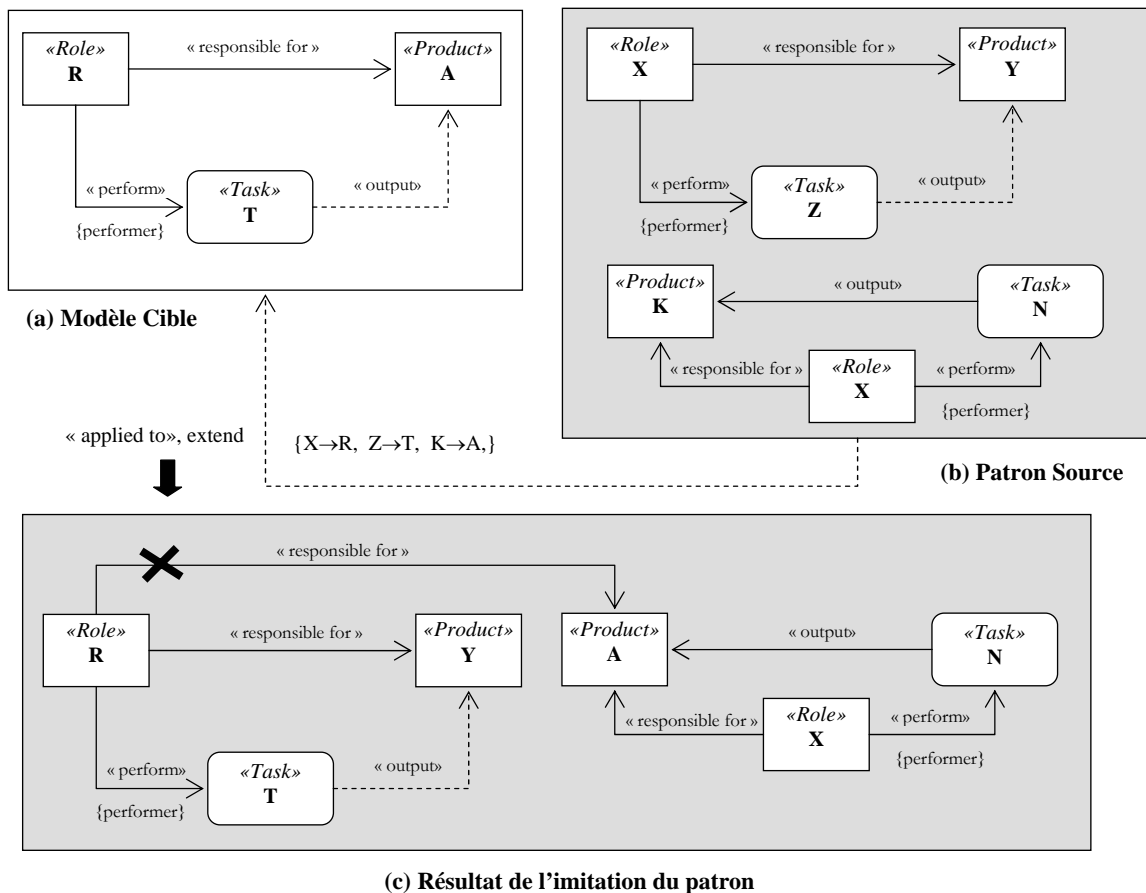 «Role»
R
« responsible for »
«Product»
A
« perform»
{performer}
«Task»
T
« output»
(a) Modèle Cible
«Role»
X
« responsible for »
«Product»
Y
« perform»
{performer}
«Task»
Z
« output»
«Product»
K
« output»
«Task»
N
« responsible for »
«Role»
X
« perform»
{performer}
(b) Patron Source
« applied to», extend
{X→R, Z→T, K→A,}
« responsible for »
«Role»
R
« responsible for »
«Product»
Y
«Product»
A
« output»
«Task»
N
« perform»
{performer}
«Task»
T
« output»
« responsible for »
«Role»
X
« perform»
{performer}
(c) Résultat de l’imitation du patron